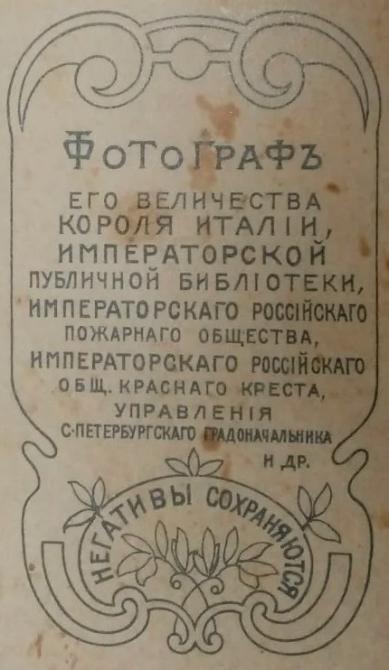 ФОТОГРАФЪ
ЕГО ВЕЛИЧЕСТВА
КОРОЛЯ ИТАЛІИ,
ИМПЕРАТОРСКОЙ
ПУБЛИЧНОЙ БИБЛІОТЕКИ,
ИМПЕРАТОРСКАГО РОССІЙСКАГО
ПОЖАРНАГО ОБЩЕСТВА,
ИМПЕРАТОРСКАГО РОССІЙСКАГО
ОБЩ. КРАСНАГО КРЕСТА,
УПРАВЛЕНІЯ
С-ПЕТЕРБУРГСКАГО ГРАДОНАЧАЛЬНИКА
И ДР.
НЕГАТИВЫ СОХРАНЯЮТСЯ